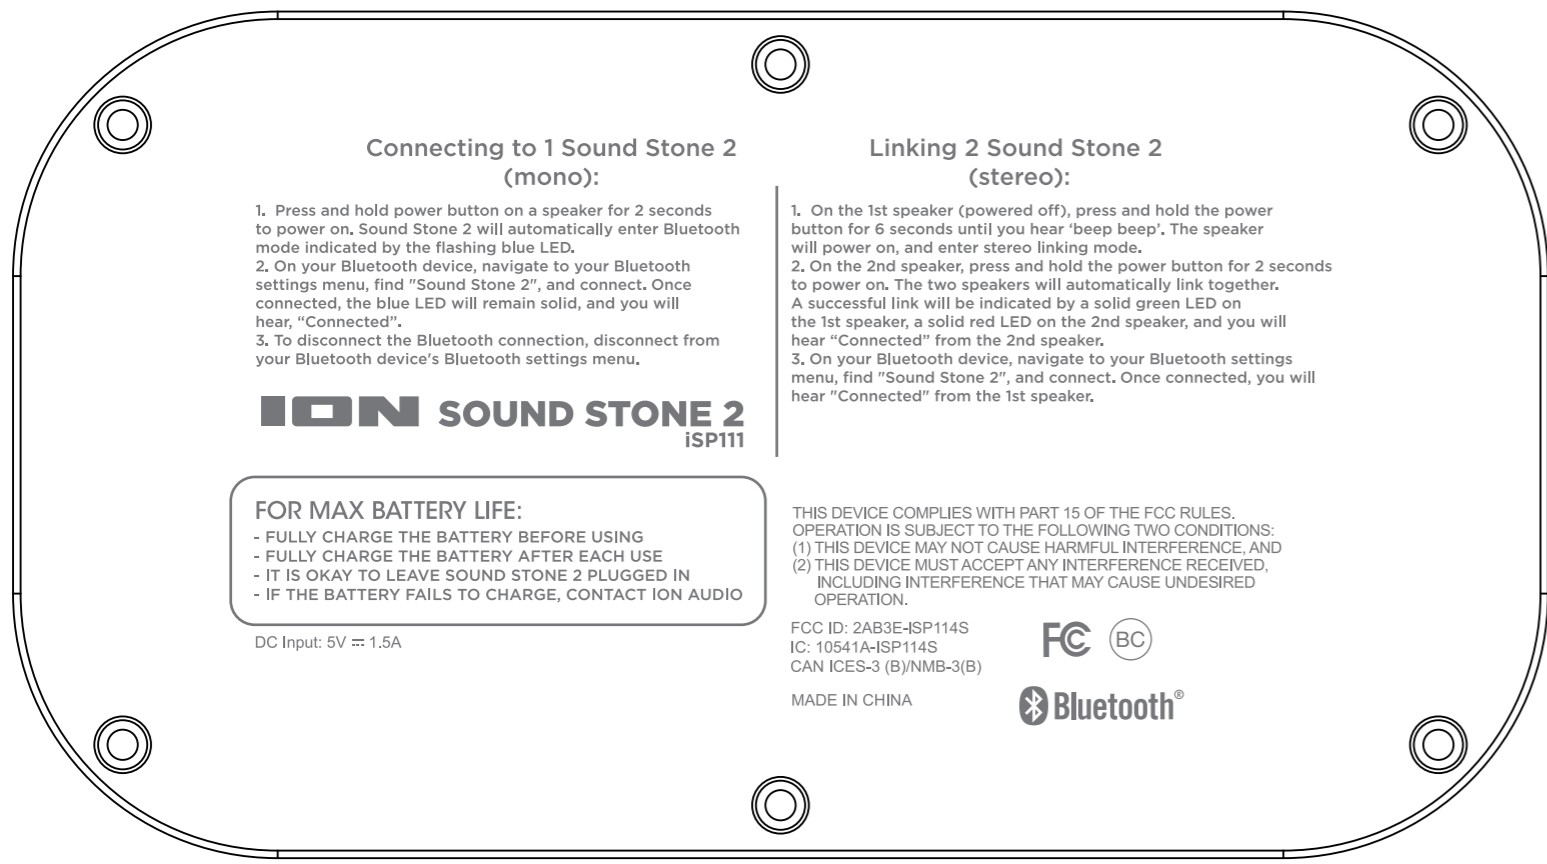 Connecting to 1 Sound Stone 2
(mono):
1. Press and hold power button on a speaker for 2 seconds
to power on. Sound Stone 2 will automatically enter Bluetooth
mode indicated by the flashing blue LED.
2. On your Bluetooth device, navigate to your Bluetooth
settings menu, find "Sound Stone 2", and connect. Once
connected, the blue LED will remain solid, and you will
hear, “Connected”.
3. To disconnect the Bluetooth connection, disconnect from
your Bluetooth device's Bluetooth settings menu.
ION SOUND STONE 2
iSP111
FOR MAX BATTERY LIFE:
- FULLY CHARGE THE BATTERY BEFORE USING
- FULLY CHARGE THE BATTERY AFTER EACH USE
- IT IS OKAY TO LEAVE SOUND STONE 2 PLUGGED IN
- IF THE BATTERY FAILS TO CHARGE, CONTACT ION AUDIO
DC Input: 5V ⎓ 1.5A
Linking 2 Sound Stone 2
(stereo):
1. On the 1st speaker (powered off), press and hold the power
button for 6 seconds until you hear ‘beep beep’. The speaker
will power on, and enter stereo linking mode.
2. On the 2nd speaker, press and hold the power button for 2 seconds
to power on. The two speakers will automatically link together.
A successful link will be indicated by a solid green LED on
the 1st speaker, a solid red LED on the 2nd speaker, and you will
hear “Connected” from the 2nd speaker.
3. On your Bluetooth device, navigate to your Bluetooth settings
menu, find "Sound Stone 2", and connect. Once connected, you will
hear "Connected" from the 1st speaker.
THIS DEVICE COMPLIES WITH PART 15 OF THE FCC RULES.
OPERATION IS SUBJECT TO THE FOLLOWING TWO CONDITIONS:
(1) THIS DEVICE MAY NOT CAUSE HARMFUL INTERFERENCE, AND
(2) THIS DEVICE MUST ACCEPT ANY INTERFERENCE RECEIVED,
INCLUDING INTERFERENCE THAT MAY CAUSE UNDESIRED
OPERATION.
FCC ID: 2AB3E-ISP114S
IC: 10541A-ISP114S
CAN ICES-3 (B)/NMB-3(B)
FC BC
MADE IN CHINA
Bluetooth®